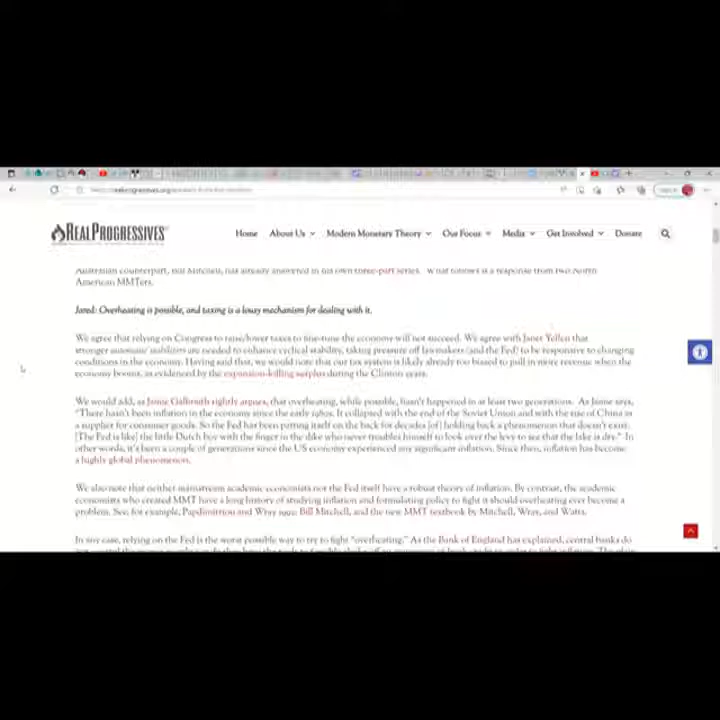 REALPROGRESSIVES
Home About Us Modern Monetary Theory Our Focus Media Get Involved Donate
Australian counterpart, Bill Mitchell, has already answered in his own three-part series. What follows is a response from two North
American MMTers.
Jared: Overheating is possible, and taxing is a lousy mechanism for dealing with it.
We agree that relying on Congress to raise/lower taxes to fine-tune the economy will not succeed. We agree with Janet Yellen that
stronger automatic stabilizers are needed to enhance cyclical stability, taking pressure off lawmakers (and the Fed) to be responsive to changing
conditions in the economy. Having said that, we would note that our tax system is likely already too biased to pull in more revenue when the
economy booms, as evidenced by the expansion-killing surplus during the Clinton years.
We would add, as Jamie Galbraith rightly argues, that overheating, while possible, hasn't happened in at least two generations. As Jamie says,
"There hasn't been inflation in the economy since the early 1980s. It collapsed with the end of the Soviet Union and with the rise of China as
a supplier for consumer goods. So the Fed has been patting itself on the back for decades [of] holding back a phenomenon that doesn't exist.
[The Fed is like] the little Dutch boy with the finger in the dike who never troubles himself to look over the levy to see that the lake is dry." In
other words, it's been a couple of generations since the US economy experienced any significant inflation. Since then, inflation has become
a highly global phenomenon.
We also note that neither mainstream academic economists nor the Fed itself have a robust theory of inflation. By contrast, the academic
economists who created MMT have a long history of studying inflation and formulating policy to fight it should overheating ever become a
problem. See, for example, Papadimitriou and Wray 1992; Bill Mitchell, and the new MMT textbook by Mitchell, Wray, and Watts.
In any case, relying on the Fed is the worst possible way to try to fight "overheating." As the Bank of England has explained, central banks do